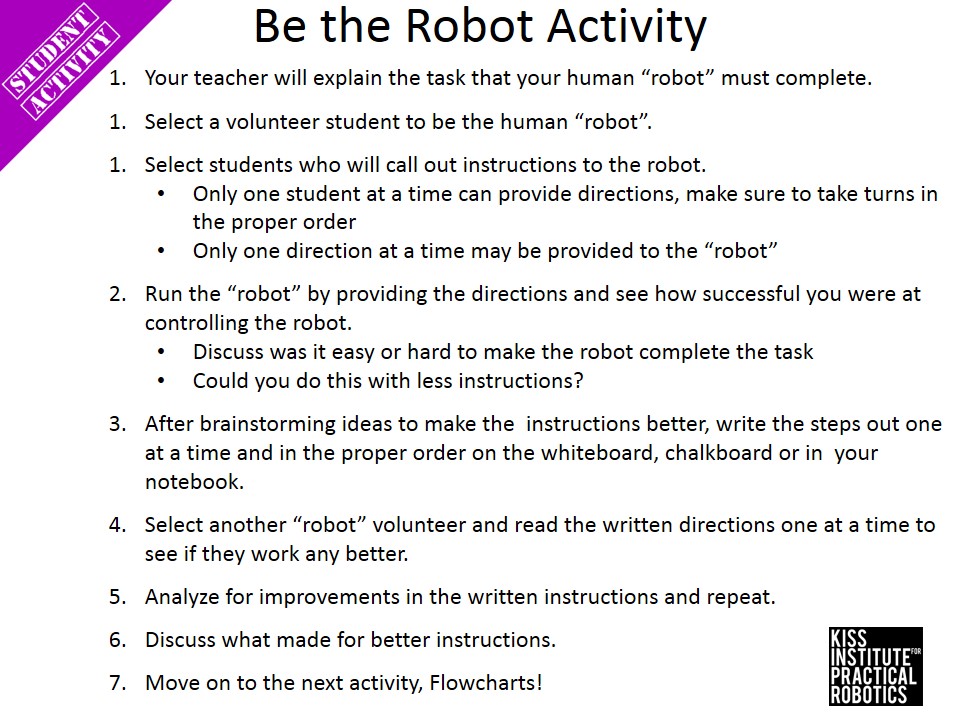 STUDENT
ACTIVITY
Be the Robot Activity
1. Your teacher will explain the task that your human “robot” must complete.
1. Select a volunteer student to be the human “robot”.
1. Select students who will call out instructions to the robot.
• Only one student at a time can provide directions, make sure to take turns in
the proper order
• Only one direction at a time may be provided to the “robot”
2. Run the “robot” by providing the directions and see how successful you were at
controlling the robot.
• Discuss was it easy or hard to make the robot complete the task
• Could you do this with less instructions?
3. After brainstorming ideas to make the  instructions better, write the steps out one
at a time and in the proper order on the whiteboard, chalkboard or in  your
notebook.
4. Select another “robot” volunteer and read the written directions one at a time to
see if they work any better.
5. Analyze for improvements in the written instructions and repeat.
6. Discuss what made for better instructions.
7. Move on to the next activity, Flowcharts!
KISS
INSTITUTE FOR
PRACTICAL
ROBOTICS